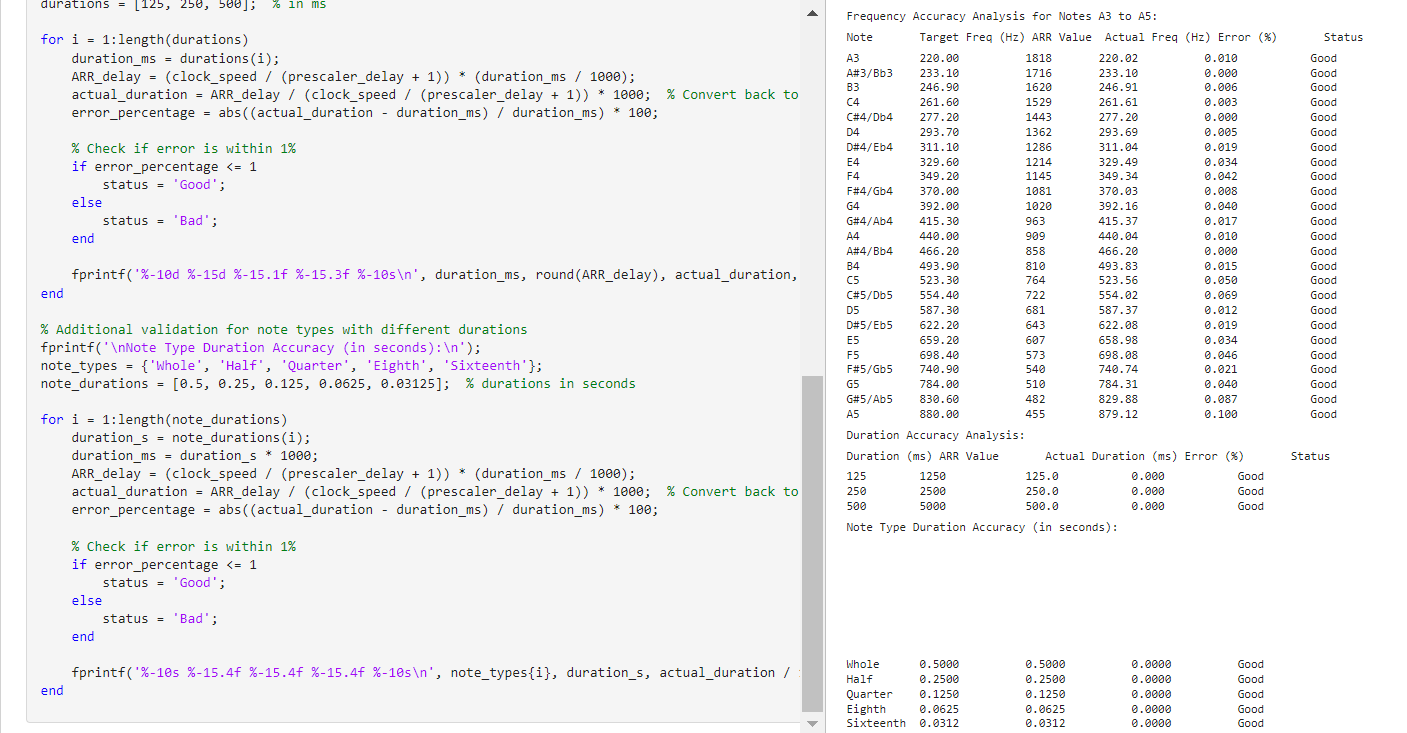 durations = [125, 250, 500];  % in ms
for i = 1:length(durations)
    duration_ms = durations(i);
    ARR_delay = (clock_speed / (prescaler_delay + 1)) * (duration_ms / 1000);
    actual_duration = ARR_delay / (clock_speed / (prescaler_delay + 1)) * 1000;  % Convert back to
    error_percentage = abs((actual_duration - duration_ms) / duration_ms) * 100;
    % Check if error is within 1%
    if error_percentage <= 1
        status = 'Good';
    else
        status = 'Bad';
    end
    fprintf('%-10d %-15d %-15.1f %-15.3f %-10s\n', duration_ms, round(ARR_delay), actual_duration,
end
% Additional validation for note types with different durations
fprintf('\nNote Type Duration Accuracy (in seconds):\n');
note_types = {'Whole', 'Half', 'Quarter', 'Eighth', 'Sixteenth'};
note_durations = [0.5, 0.25, 0.125, 0.0625, 0.03125];  % durations in seconds
for i = 1:length(note_durations)
    duration_s = note_durations(i);
    duration_ms = duration_s * 1000;
    ARR_delay = (clock_speed / (prescaler_delay + 1)) * (duration_ms / 1000);
    actual_duration = ARR_delay / (clock_speed / (prescaler_delay + 1)) * 1000;  % Convert back to
    error_percentage = abs((actual_duration - duration_ms) / duration_ms) * 100;
    % Check if error is within 1%
    if error_percentage <= 1
        status = 'Good';
    else
        status = 'Bad';
    end
    fprintf('%-10s %-15.4f %-15.4f %-15.4f %-10s\n', note_types{i}, duration_s, actual_duration /
end
Frequency Accuracy Analysis for Notes A3 to A5:
Note Target Freq (Hz) ARR Value Actual Freq (Hz) Error (%) Status
A3 220.00 1818 220.02 0.010 Good
A#3/Bb3 233.10 1716 233.10 0.000 Good
B3 246.90 1620 246.91 0.006 Good
C4 261.60 1529 261.61 0.003 Good
C#4/Db4 277.20 1443 277.20 0.000 Good
D4 293.70 1362 293.69 0.005 Good
D#4/Eb4 311.10 1286 311.04 0.019 Good
E4 329.60 1214 329.49 0.034 Good
F4 349.20 1145 349.34 0.042 Good
F#4/Gb4 370.00 1081 370.03 0.008 Good
G4 392.00 1020 392.16 0.040 Good
G#4/Ab4 415.30 963 415.37 0.017 Good
A4 440.00 909 440.04 0.010 Good
A#4/Bb4 466.20 858 466.20 0.000 Good
B4 493.90 810 493.83 0.015 Good
C5 523.30 764 523.56 0.050 Good
C#5/Db5 554.40 722 554.02 0.069 Good
D5 587.30 681 587.37 0.012 Good
D#5/Eb5 622.20 643 622.08 0.019 Good
E5 659.20 607 658.98 0.034 Good
F5 698.40 573 698.08 0.046 Good
F#5/Gb5 740.90 540 740.74 0.021 Good
G5 784.00 510 784.31 0.040 Good
G#5/Ab5 830.60 482 829.88 0.087 Good
A5 880.00 455 879.12 0.100 Good
Duration Accuracy Analysis:
Duration (ms) ARR Value Actual Duration (ms) Error (%) Status
125 1250 125.0 0.000 Good
250 2500 250.0 0.000 Good
500 5000 500.0 0.000 Good
Note Type Duration Accuracy (in seconds):
Whole 0.5000 0.5000 0.0000 Good
Half 0.2500 0.2500 0.0000 Good
Quarter 0.1250 0.1250 0.0000 Good
Eighth 0.0625 0.0625 0.0000 Good
Sixteenth 0.0312 0.0312 0.0000 Good